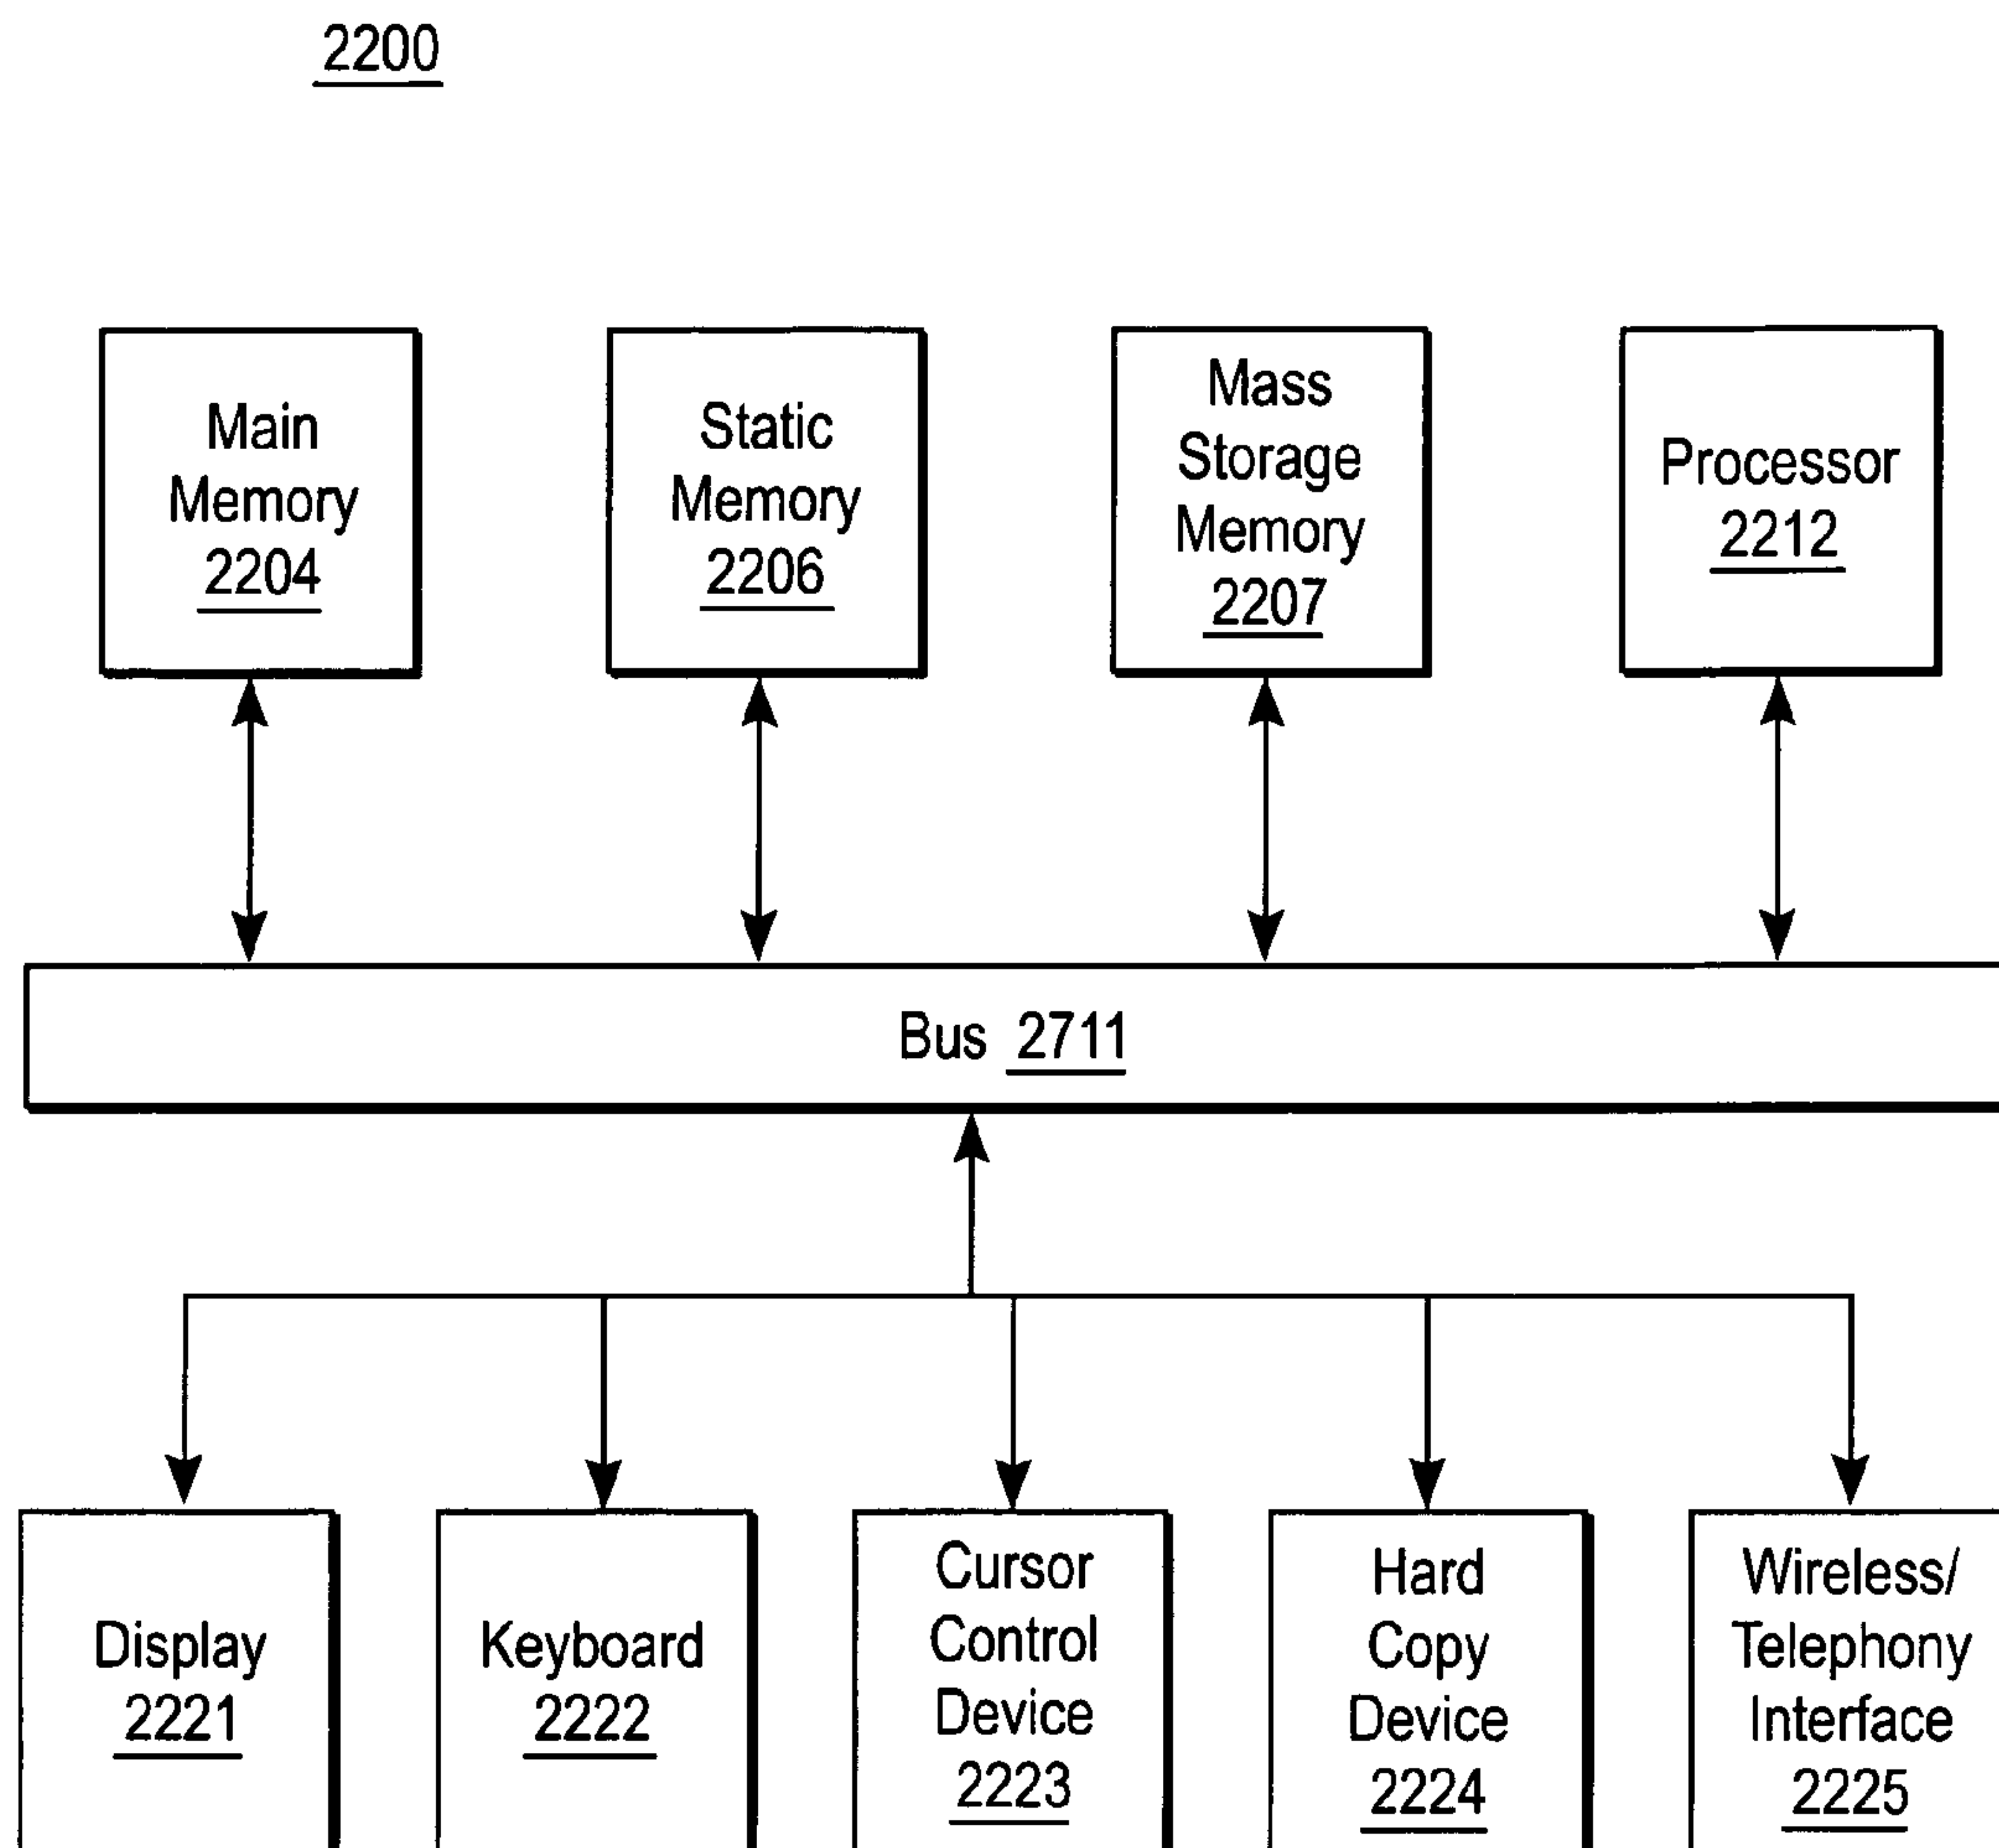 2200
Main
Memory
2204
Static
Memory
2206
Mass
Storage
Memory
2207
Processor
2212
Bus 2711
Display
2221
Keyboard
2222
Cursor
Control
Device
2223
Hard
Copy
Device
2224
Wireless/
Telephony
Interface
2225